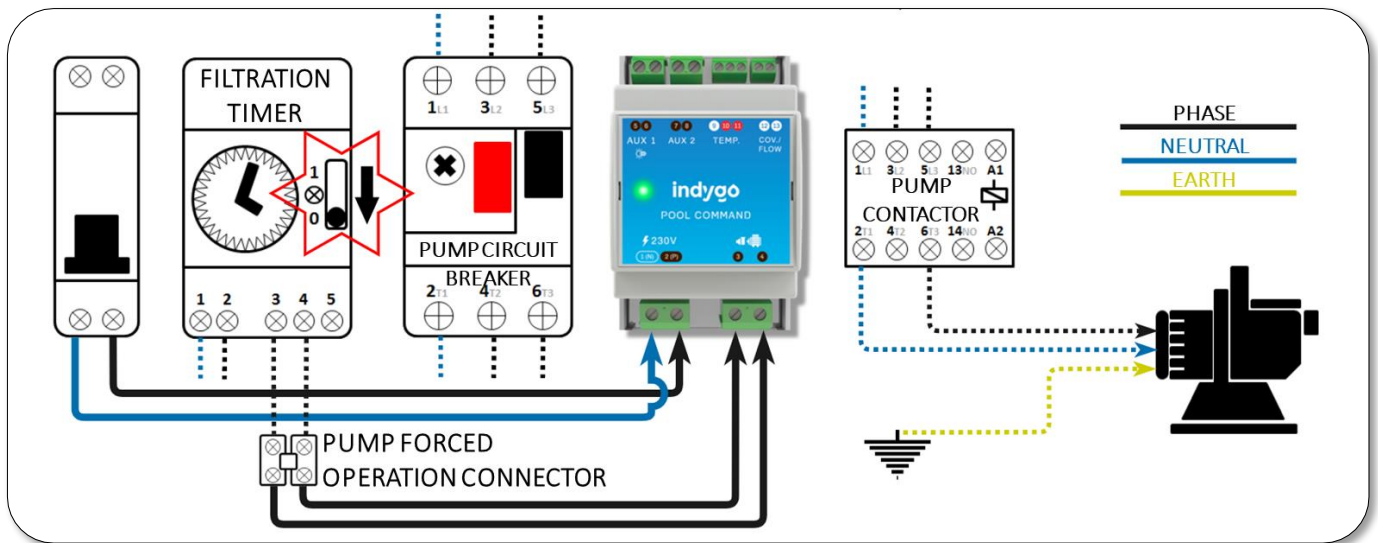 FILTRATION
TIMER
1
0
1 2 3 4 5
1L1 3L2 5L3
PUMP CIRCUIT
BREAKER
2T1 4T2 6T3
5 6 7 8 9 10 11 12 13
AUX 1 AUX 2 TEMP. COV./
FLOW
indygo
POOL COMMAND
230V
1 (N) 2 (P) 3 4
1L1 3L2 5L3 13NO A1
PUMP
CONTACTOR
2T1 4T2 6T3 14NO A2
PHASE
NEUTRAL
EARTH
PUMP FORCED
OPERATION CONNECTOR